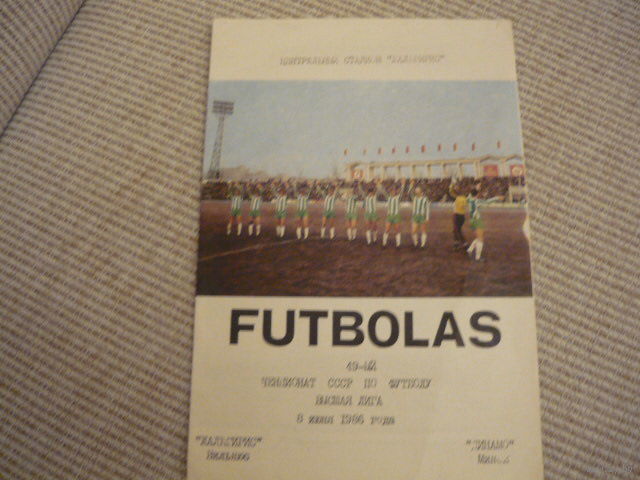 ЦЕНТРАЛЬНЫЙ СТАДИОН "ЖАЛЬГИРИС"
FUTBOLAS
49-ЫЙ
ЧЕМПИОНАТ СССР ПО ФУТБОЛУ
ВЫСШАЯ ЛИГА
8 июня 1986 года
"ЖАЛЬГИРИС" "ДИНАМО"
Вильнюс Минск